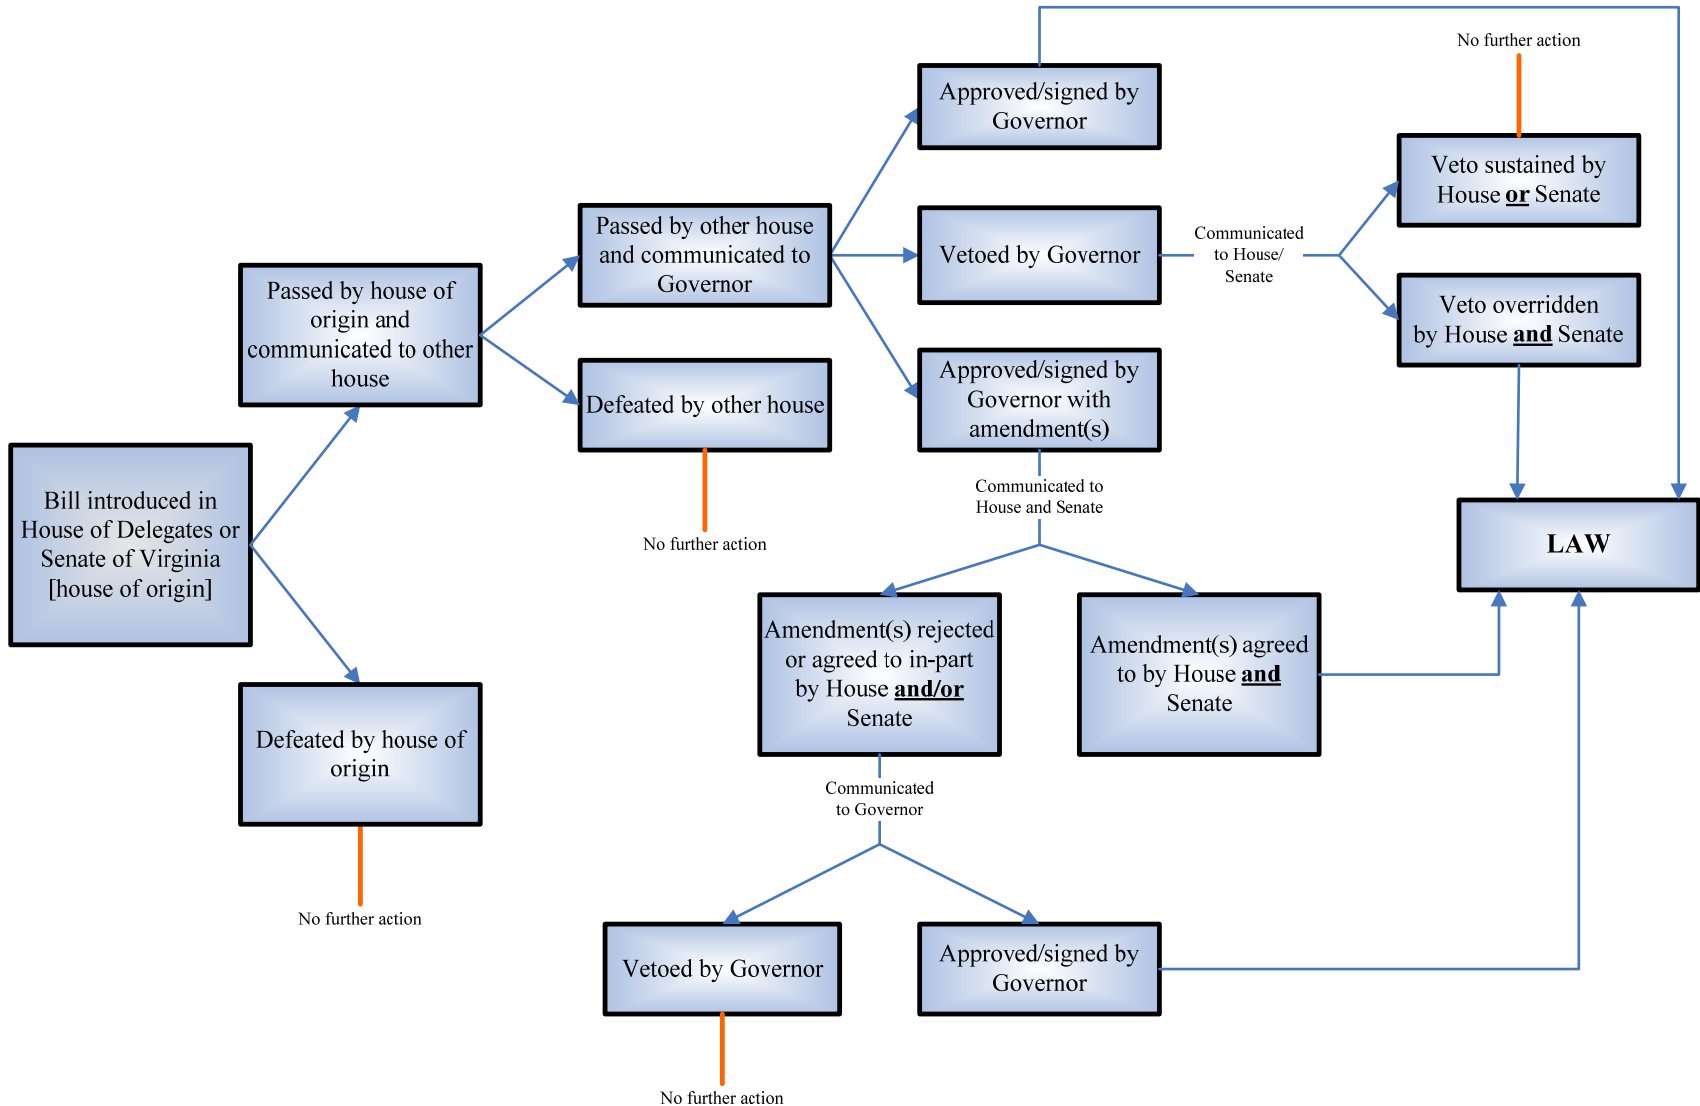 Bill introduced in
House of Delegates or
Senate of Virginia
[house of origin]
Passed by house of
origin and
communicated to other
house
Defeated by house of
origin
No further action
Passed by other house
and communicated to
Governor
Defeated by other house
No further action
Approved/signed by
Governor
Vetoed by Governor
Communicated
to House/
Senate
No further action
Veto sustained by
House or Senate
Veto overridden
by House and Senate
Approved/signed by
Governor with
amendment(s)
Communicated to
House and Senate
Amendment(s) rejected
or agreed to in-part
by House and/or
Senate
Amendment(s) agreed
to by House and
Senate
LAW
Communicated
to Governor
Vetoed by Governor
No further action
Approved/signed by
Governor